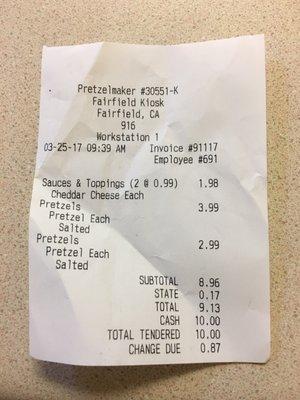 Pretzelmaker #30551-K
Fairfield Kiosk
Fairfield, CA
916
Workstation 1
03-25-17 09:39 AM Invoice #91117
Employee #691
Sauces & Toppings (2 @ 0.99) 1.98
Cheddar Cheese Each
Pretzels 3.99
Pretzel Each
Salted
Pretzels 2.99
Pretzel Each
Salted
SUBTOTAL 8.96
STATE 0.17
TOTAL 9.13
CASH 10.00
TOTAL TENDERED 10.00
CHANGE DUE 0.87